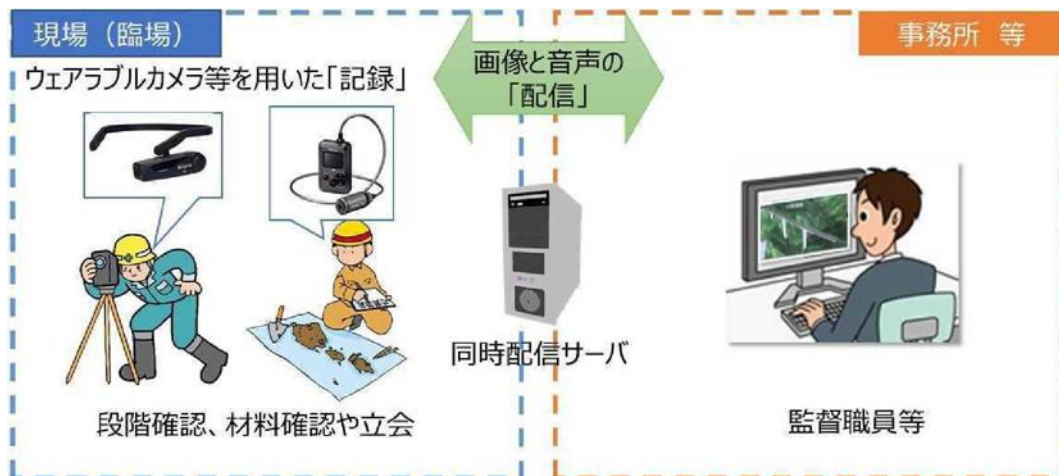 現場（臨場）
ウェアラブルカメラ等を用いた「記録」
画像と音声の
「配信」
事務所 等
同時配信サーバ
段階確認、材料確認や立会
監督職員等